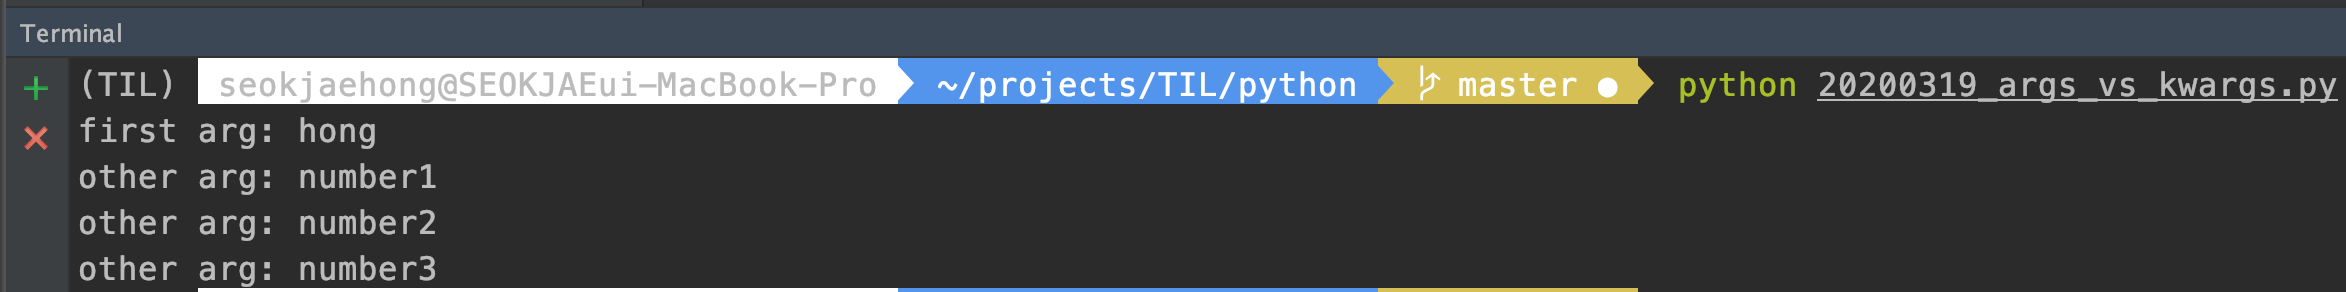 Terminal
(TIL) seokjaehong@SEOKJAEui-MacBook-Pro ~/projects/TIL/python master ● python 20200319_args_vs_kwargs.py
first arg: hong
other arg: number1
other arg: number2
other arg: number3